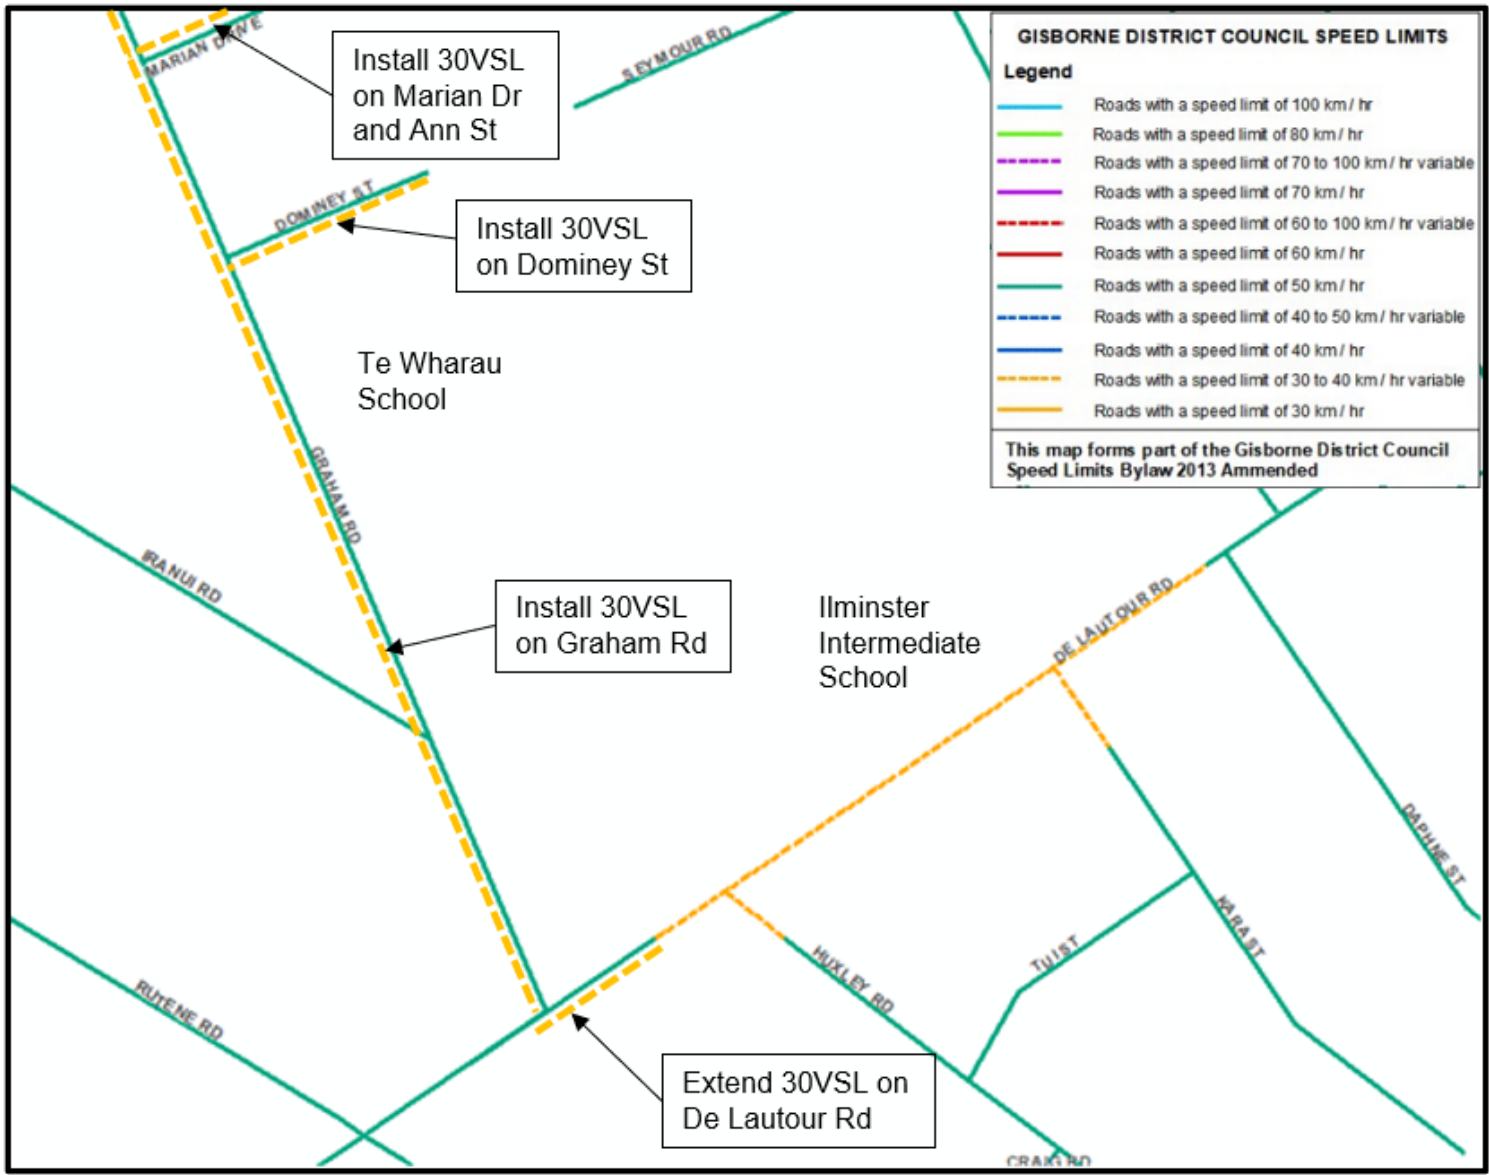 MARIAN DRIVE
Install 30VSL
on Marian Dr
and Ann St
SEYMOUR RD
GISBORNE DISTRICT COUNCIL SPEED LIMITS
Legend
Roads with a speed limit of 100 km / hr
Roads with a speed limit of 80 km / hr
Roads with a speed limit of 70 to 100 km / hr variable
Roads with a speed limit of 70 km / hr
Roads with a speed limit of 60 to 100 km / hr variable
Roads with a speed limit of 60 km / hr
Roads with a speed limit of 50 km / hr
Roads with a speed limit of 40 to 50 km / hr variable
Roads with a speed limit of 40 km / hr
Roads with a speed limit of 30 to 40 km / hr variable
Roads with a speed limit of 30 km / hr
This map forms part of the Gisborne District Council
Speed Limits Bylaw 2013 Ammended
DOMINEY ST
Install 30VSL
on Dominey St
Te Wharau
School
GRAHAM RD
IRANUI RD
Install 30VSL
on Graham Rd
Ilminster
Intermediate
School
DE LAUTOUR RD
DAPHNE ST
KARA ST
TUI ST
HUXLEY RD
RUTENE RD
Extend 30VSL on
De Lautour Rd
CRAIG RD